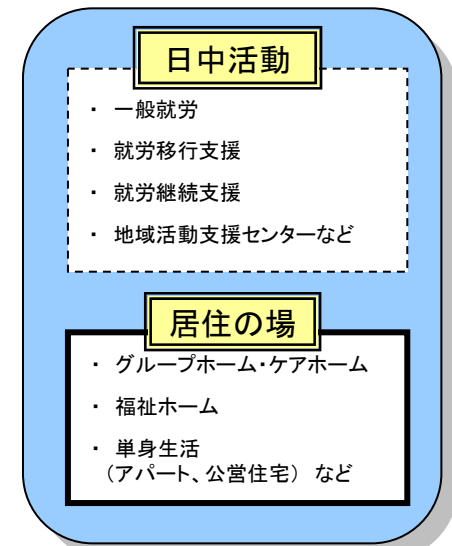 日中活動
・ 一般就労
・ 就労移行支援
・ 就労継続支援
・ 地域活動支援センターなど
居住の場
・ グループホーム・ケアホーム
・ 福祉ホーム
・ 単身生活
（アパート、公営住宅） など